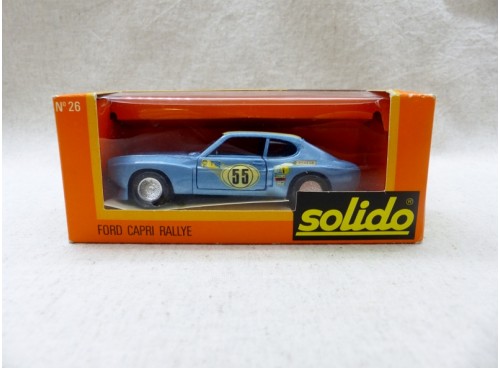 N° 26
55
solido®
FORD CAPRI RALLYE